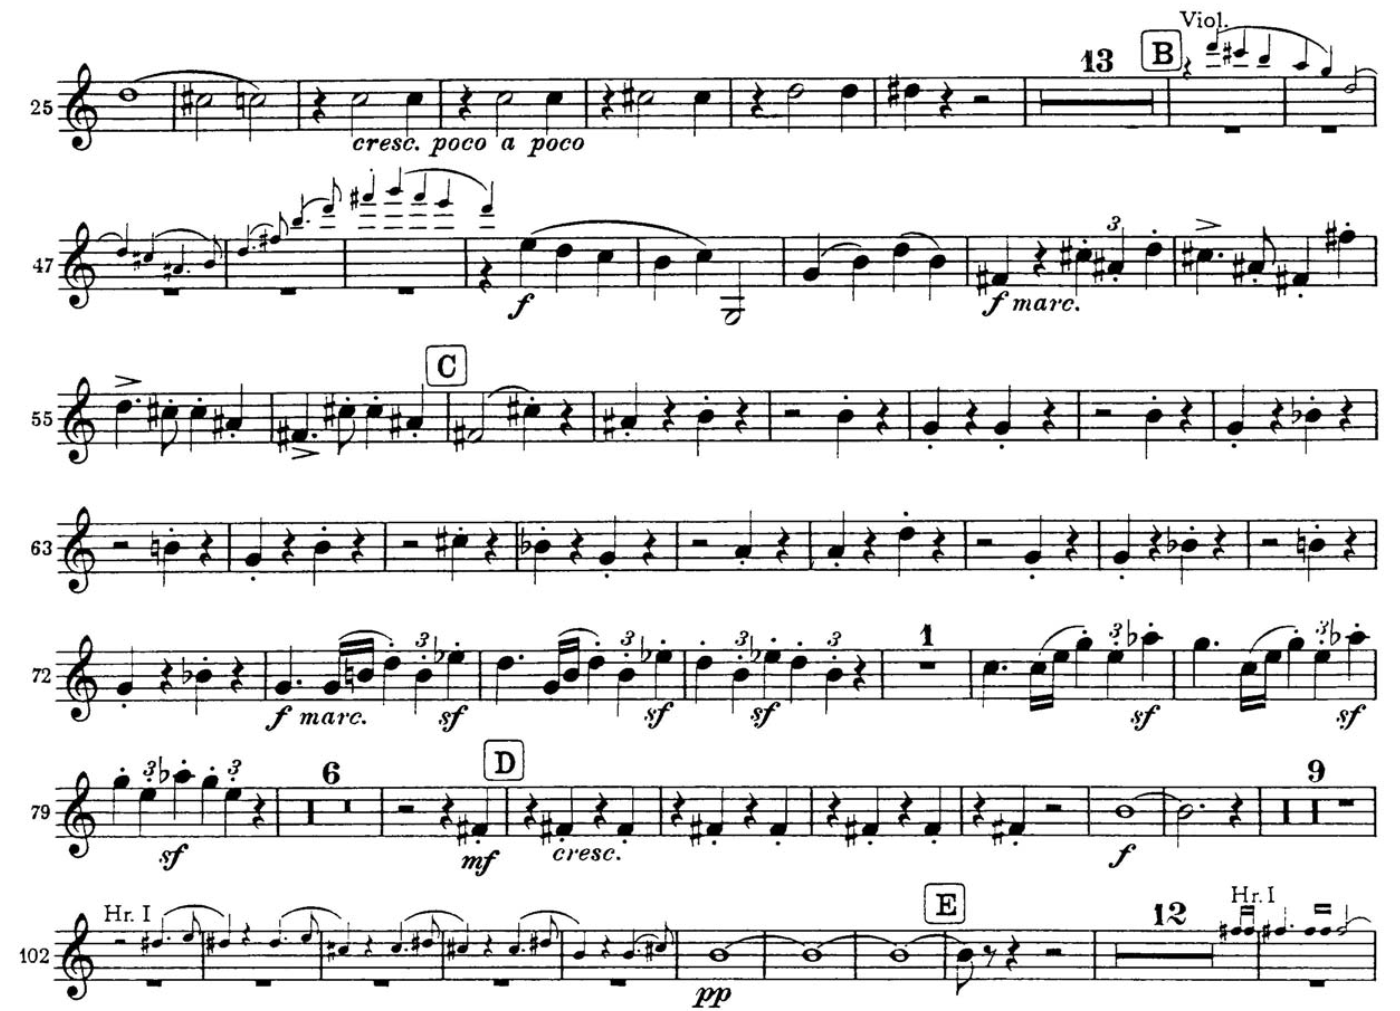 Viol.
13 B
25
cresc. poco a poco
47
3
f f marc.
C
55
63
1
3 3 3 3 3 3
72
f marc. sf sf sf sf sf
6 D 9
3 3
79
sf mf cresc. f
E Hr. I
Hr. I 12
102
pp